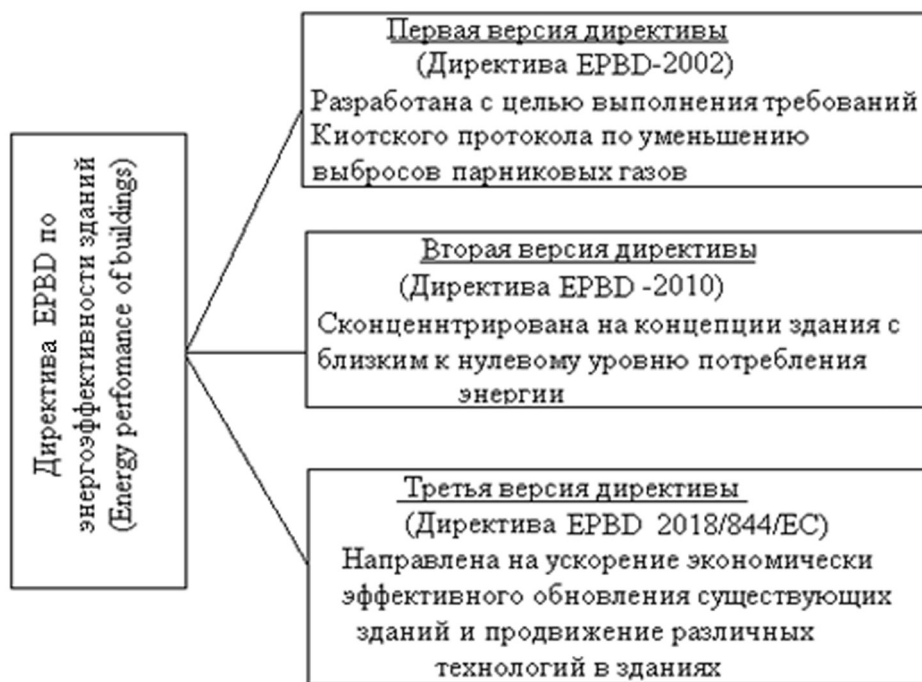 Директива EPBD по
энергоэффективности зданий
(Energy perfomance of buildings)
Первая версия директивы
(Директива EPBD-2002)
Разработана с целью выполнения требований
Киотского протокола по уменьшению
выбросов парниковых газов
Вторая версия директивы
(Директива EPBD -2010)
Сконценнтрирована на концепции здания с
близким к нулевому уровню потребления
энергии
Третья версия директивы
(Директива EPBD 2018/844/EC)
Направлена на ускорение экономически
эффективного обновления существующих
зданий и продвижение различных
технологий в зданиях